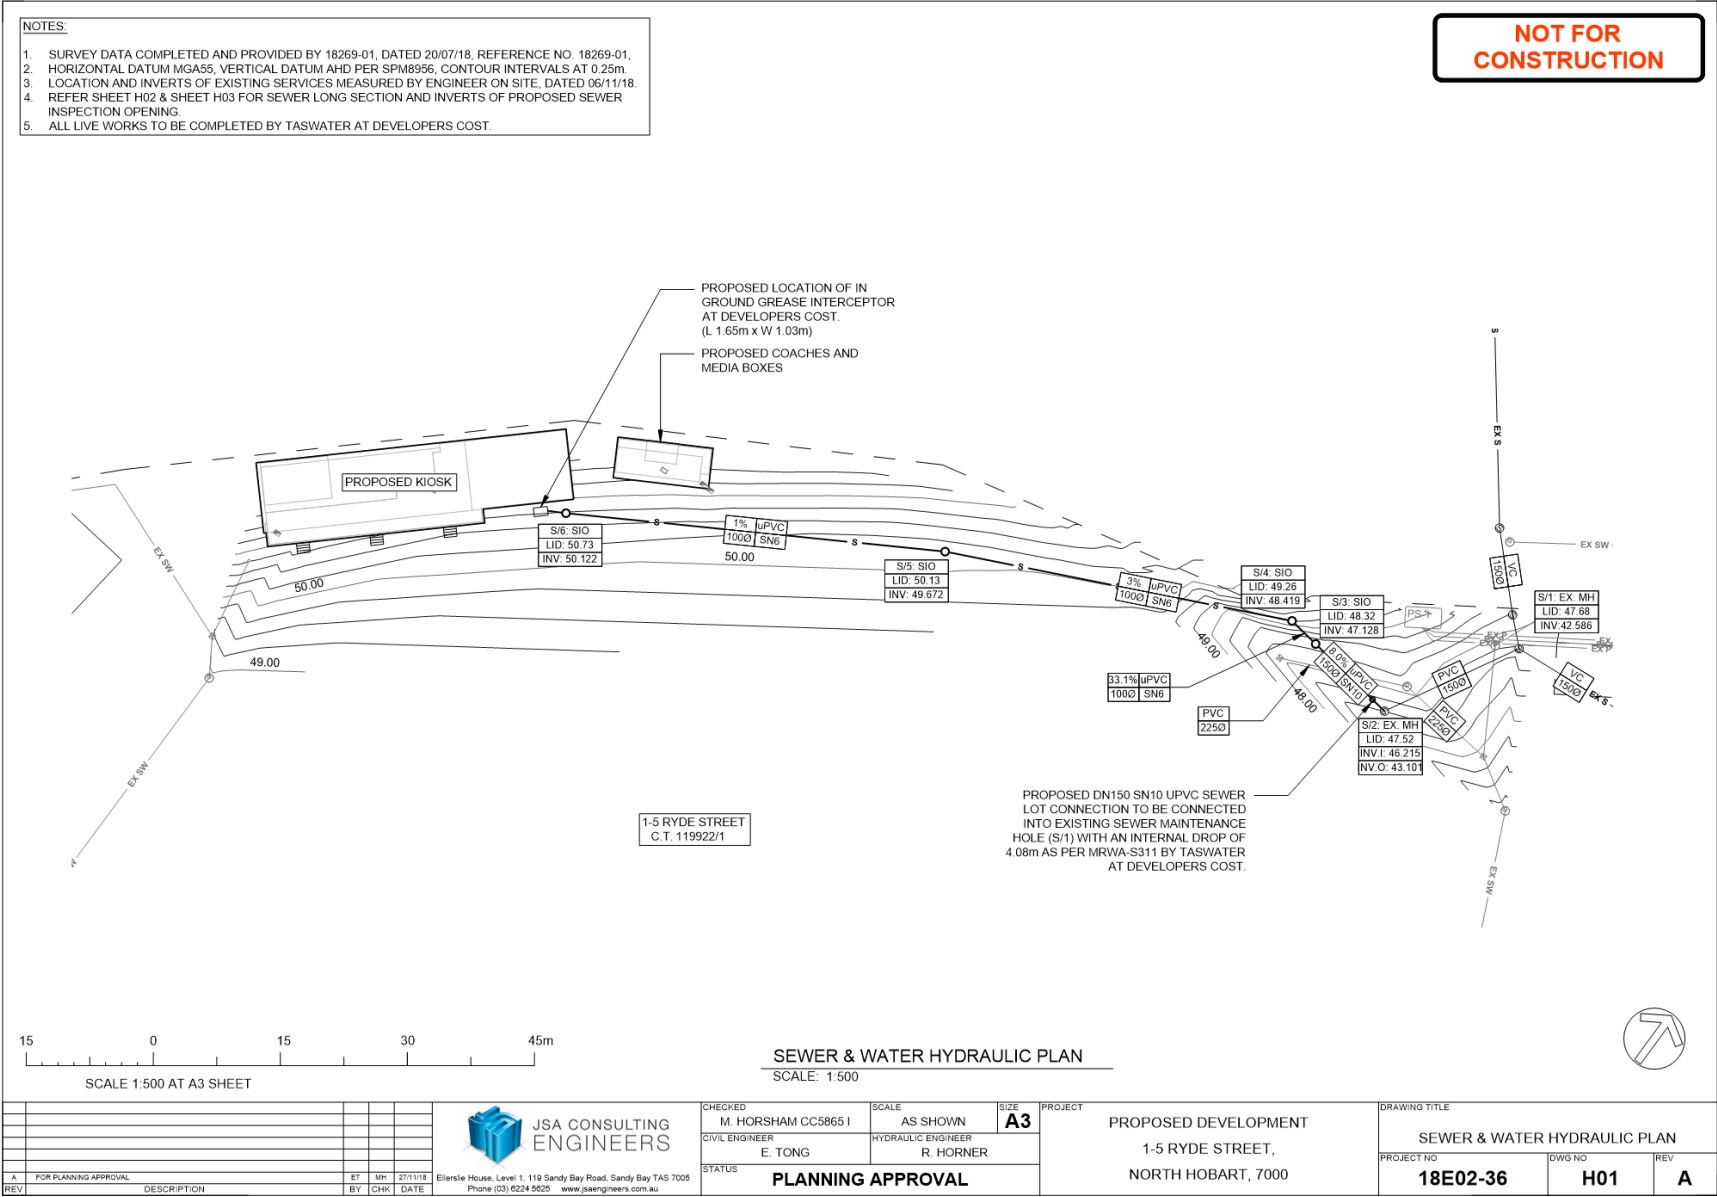 NOTES:
1. SURVEY DATA COMPLETED AND PROVIDED BY 18269-01, DATED 20/07/18, REFERENCE NO. 18269-01,
2. HORIZONTAL DATUM MGA55, VERTICAL DATUM AHD PER SPM8956, CONTOUR INTERVALS AT 0.25m.
3. LOCATION AND INVERTS OF EXISTING SERVICES MEASURED BY ENGINEER ON SITE, DATED 06/11/18.
4. REFER SHEET H02 & SHEET H03 FOR SEWER LONG SECTION AND INVERTS OF PROPOSED SEWER
INSPECTION OPENING.
5. ALL LIVE WORKS TO BE COMPLETED BY TASWATER AT DEVELOPERS COST.
NOT FOR
CONSTRUCTION
PROPOSED LOCATION OF IN
GROUND GREASE INTERCEPTOR
AT DEVELOPERS COST.
(L 1.65m x W 1.03m)
PROPOSED COACHES AND
MEDIA BOXES
PROPOSED KIOSK
S/6: SIO
LID: 50.73
INV: 50.122
S
1% uPVC
100Ø SN6
50.00
S
S/5: SIO
LID: 50.13
INV: 49.672
S
3% uPVC
100Ø SN6
S
S/4: SIO
LID: 49.26
INV: 48.419
S/3: SIO
LID: 48.32
INV: 47.128
PS
S
EX S
EX SW
VC
150Ø
S/1: EX. MH
LID: 47.68
INV:42.586
EX P
EX P
VC
150Ø
EX S
PVC
150Ø
PVC
225Ø
8.0% uPVC
150Ø SN10
33.1% uPVC
100Ø SN6
PVC
225Ø
49.00
48.00
S/2: EX. MH
LID: 47.52
INV.I: 46.215
NV.O: 43.101
EX SW
50.00
49.00
EX SW
EX SW
1-5 RYDE STREET
C.T. 119922/1
PROPOSED DN150 SN10 UPVC SEWER
LOT CONNECTION TO BE CONNECTED
INTO EXISTING SEWER MAINTENANCE
HOLE (S/1) WITH AN INTERNAL DROP OF
4.08m AS PER MRWA-S311 BY TASWATER
AT DEVELOPERS COST.
15 0 15 30 45m
SCALE 1:500 AT A3 SHEET
SEWER & WATER HYDRAULIC PLAN
SCALE: 1:500
A FOR PLANNING APPROVAL ET MH 27/11/18
REV DESCRIPTION BY CHK DATE
JSA CONSULTING
ENGINEERS
Ellerslie House, Level 1, 119 Sandy Bay Road, Sandy Bay TAS 7005
Phone (03) 6224 5625 www.jsaengineers.com.au
CHECKED
M. HORSHAM CC5865 I
SCALE
AS SHOWN
SIZE
A3
CIVIL ENGINEER
E. TONG
HYDRAULIC ENGINEER
R. HORNER
STATUS
PLANNING APPROVAL
PROJECT
PROPOSED DEVELOPMENT
1-5 RYDE STREET,
NORTH HOBART, 7000
DRAWING TITLE
SEWER & WATER HYDRAULIC PLAN
PROJECT NO
18E02-36
DWG NO
H01
REV
A